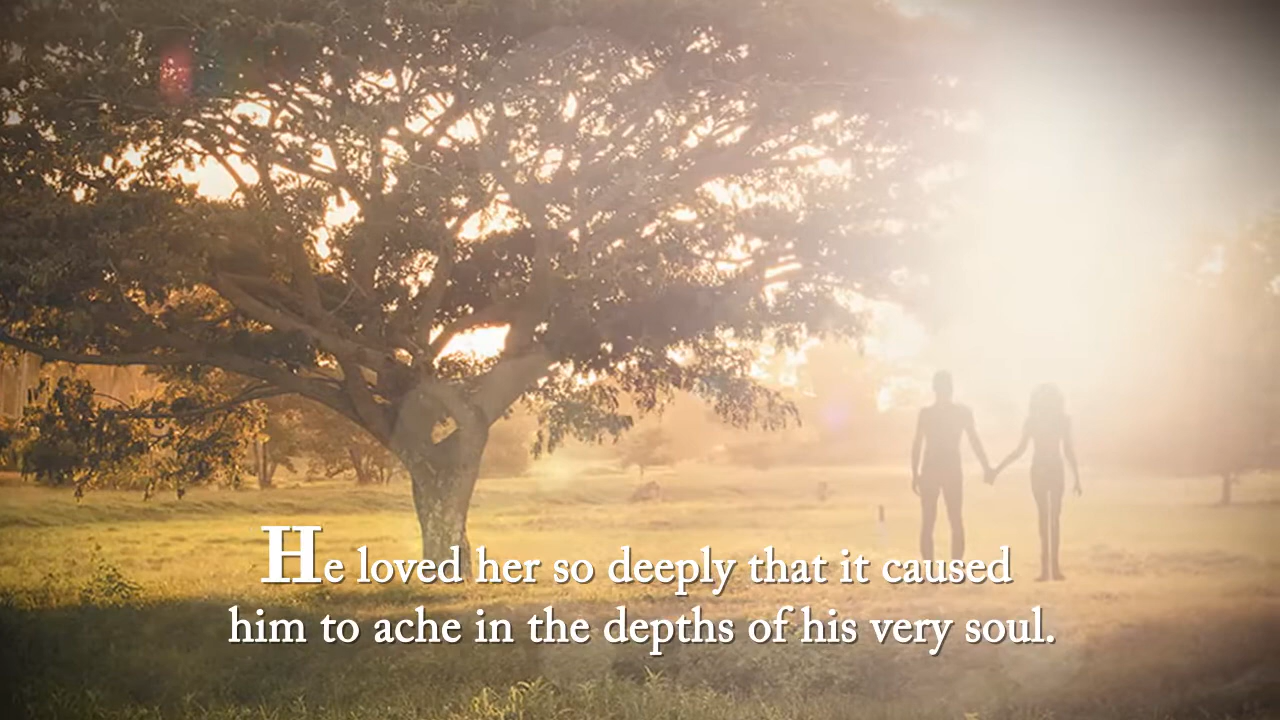 He loved her so deeply that it caused
him to ache in the depths of his very soul.